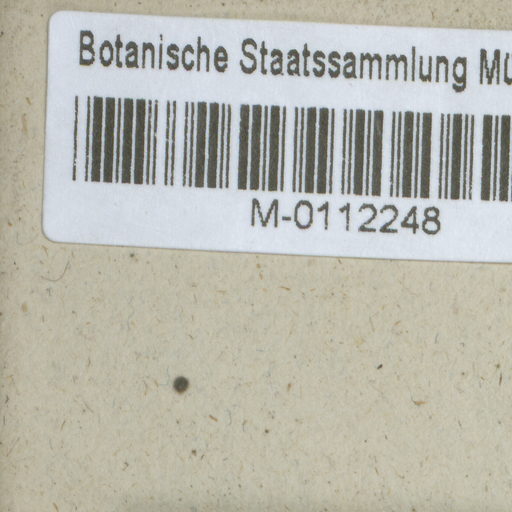 Botanische Staatssammlung MÜ
M-0112248